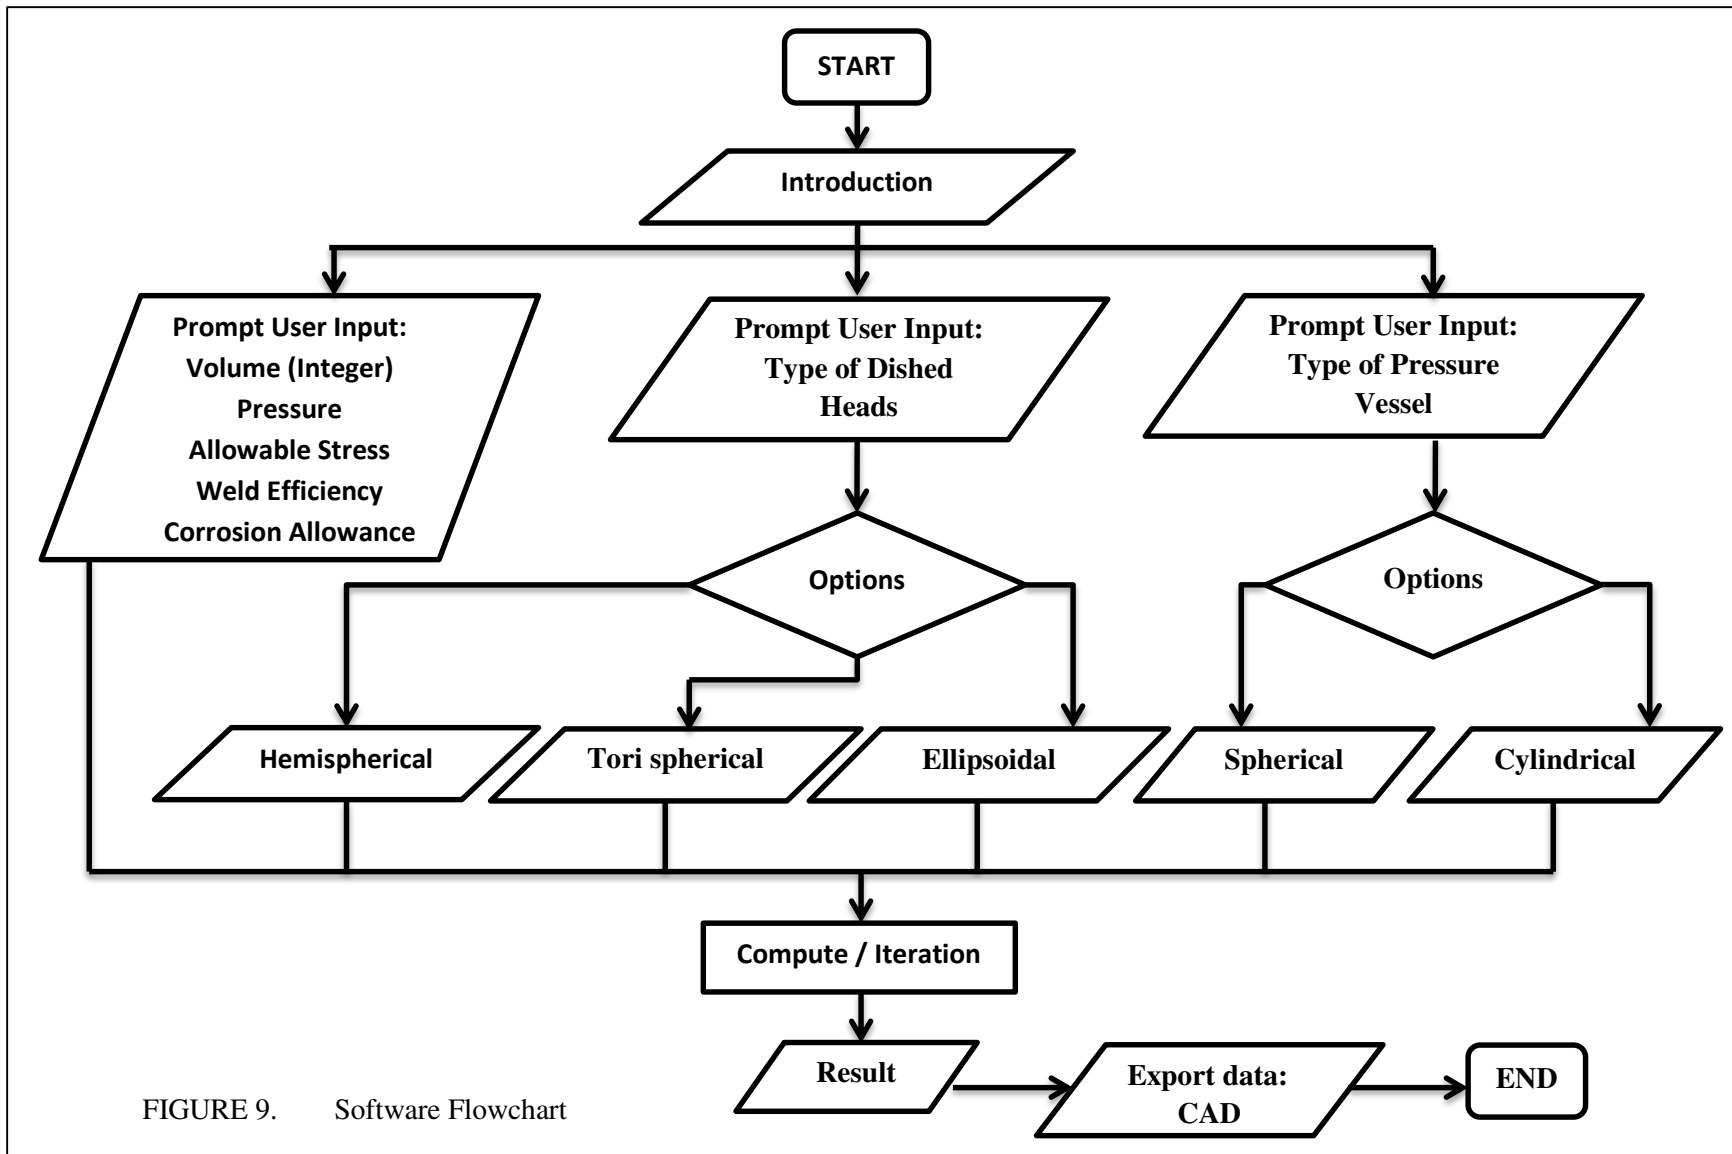 START
Introduction
Prompt User Input:
Volume (Integer)
Pressure
Allowable Stress
Weld Efficiency
Corrosion Allowance
Prompt User Input:
Type of Dished
Heads
Prompt User Input:
Type of Pressure
Vessel
Options
Options
Hemispherical
Tori spherical
Ellipsoidal
Spherical
Cylindrical
Compute / Iteration
Result
Export data:
CAD
END
FIGURE 9. Software Flowchart